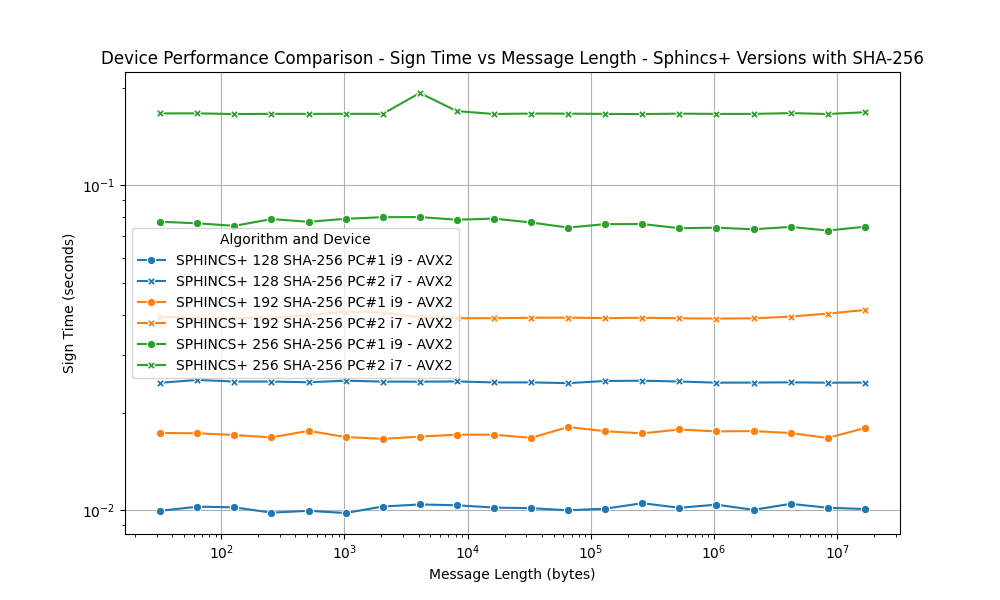 Device Performance Comparison - Sign Time vs Message Length - Sphincs+ Versions with SHA-256
Sign Time (seconds)
10⁻¹
10⁻²
Algorithm and Device
SPHINCS+ 128 SHA-256 PC#1 i9 - AVX2
SPHINCS+ 128 SHA-256 PC#2 i7 - AVX2
SPHINCS+ 192 SHA-256 PC#1 i9 - AVX2
SPHINCS+ 192 SHA-256 PC#2 i7 - AVX2
SPHINCS+ 256 SHA-256 PC#1 i9 - AVX2
SPHINCS+ 256 SHA-256 PC#2 i7 - AVX2
10² 10³ 10⁴ 10⁵ 10⁶ 10⁷
Message Length (bytes)